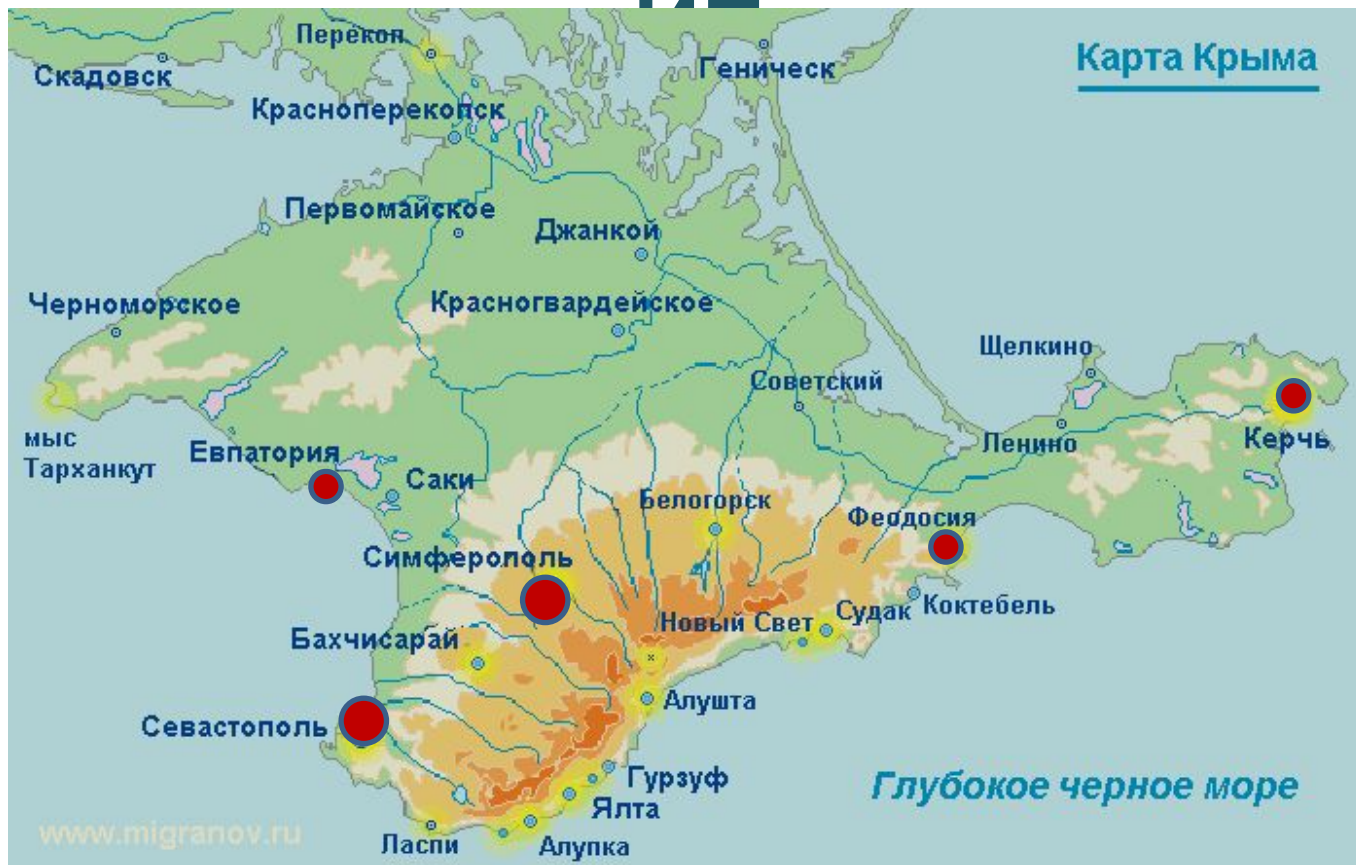 Перекоп
Карта Крыма
Скадовск
Геническ
Красноперекопск
Первомайское
Джанкой
Черноморское
Красногвардейское
Щелкино
Советский
мыс
Тарханкут
Евпатория
Ленино
Керчь
Саки
Белогорск
Феодосия
Симферополь
Новый Свет
Судак
Коктебель
Бахчисарай
Алушта
Севастополь
Гурзуф
Глубокое черное море
Ялта
www.migranov.ru
Ласпи
Алупка